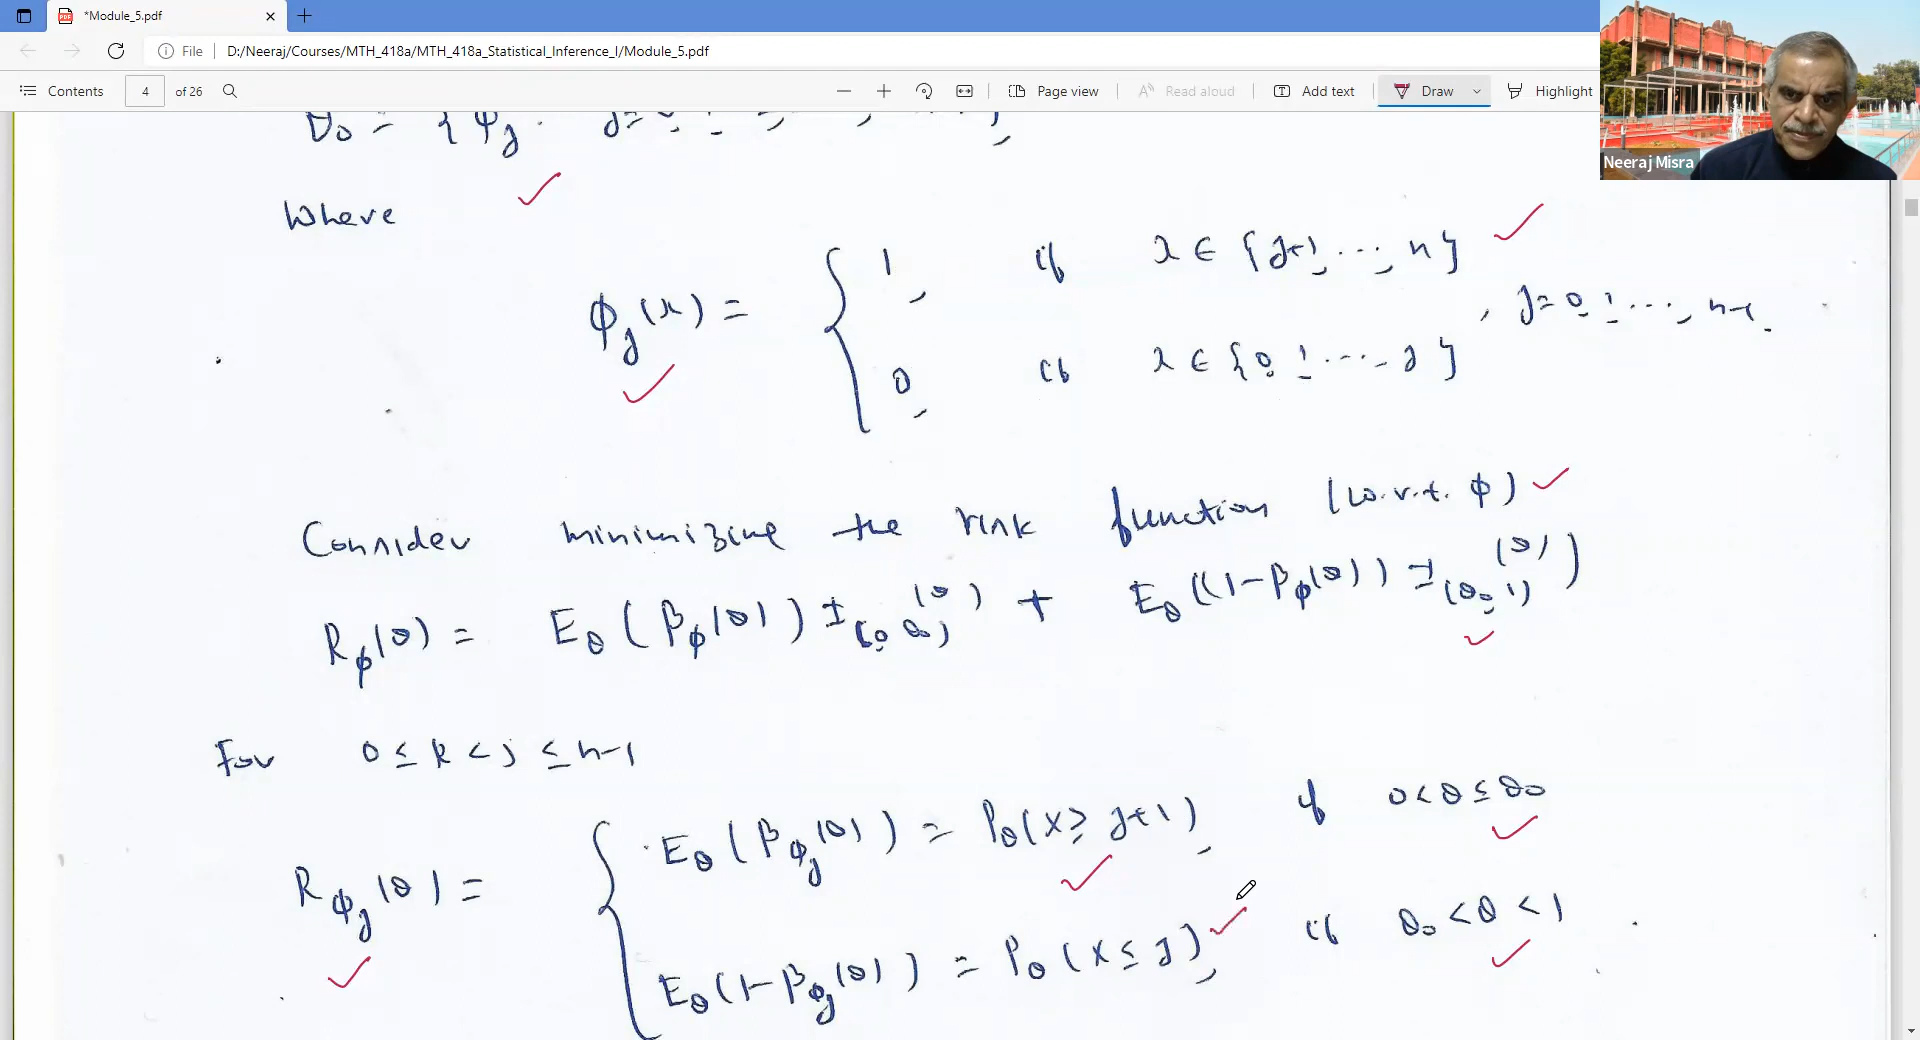 *Module_5.pdf
File D:/Neeraj/Courses/MTH_418a/MTH_418a_Statistical_Inference_I/Module_5.pdf
Contents 4 of 26 Page view Read aloud Add text Draw Highlight
Neeraj Misra
Where
ϕ_j(x) = { 1, if x ∈ {j+1, ..., n}
, j = 0, 1, ..., n-1.
0, if x ∈ {0, 1, ... j}
Consider minimizing the risk function (w.r.t. ϕ)
R_ϕ(θ) = E_θ(β_ϕ(θ)) I_(0, θ0)(θ)) + E_θ((1-β_ϕ(θ)) I_(θ0, 1)(θ))
For 0 ≤ k < j ≤ n-1
R_ϕj(θ) = { E_θ(β_ϕj(θ)) = P_θ(X ≥ j+1), if 0 < θ ≤ θ0
E_θ(1-β_ϕj(θ)) = P_θ(X ≤ j), if θ0 < θ < 1